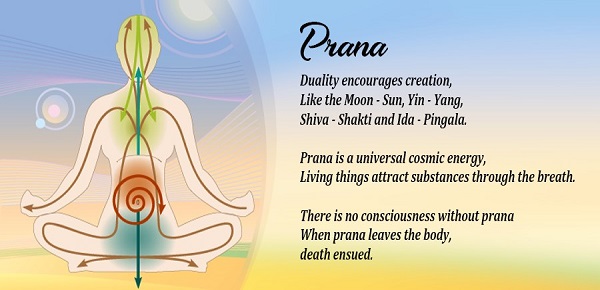 Prana
Duality encourages creation,
Like the Moon - Sun, Yin - Yang,
Shiva - Shakti and Ida - Pingala.
Prana is a universal cosmic energy,
Living things attract substances through the breath.
There is no consciousness without prana
When prana leaves the body,
death ensued.